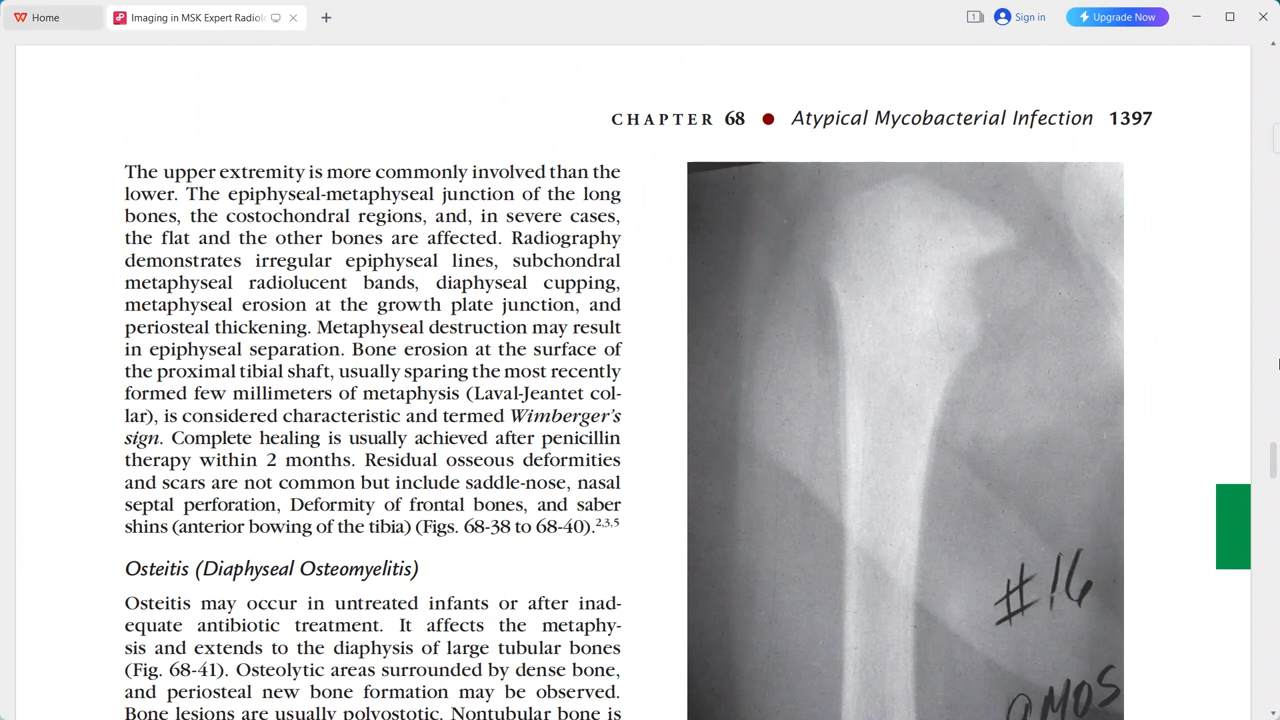 Home
Imaging in MSK Expert Radiol
1
Sign in
Upgrade Now
CHAPTER 68 ● Atypical Mycobacterial Infection 1397
The upper extremity is more commonly involved than the
lower. The epiphyseal-metaphyseal junction of the long
bones, the costochondral regions, and, in severe cases,
the flat and the other bones are affected. Radiography
demonstrates irregular epiphyseal lines, subchondral
metaphyseal radiolucent bands, diaphyseal cupping,
metaphyseal erosion at the growth plate junction, and
periosteal thickening. Metaphyseal destruction may result
in epiphyseal separation. Bone erosion at the surface of
the proximal tibial shaft, usually sparing the most recently
formed few millimeters of metaphysis (Laval-Jeantet col-
lar), is considered characteristic and termed Wimberger's
sign. Complete healing is usually achieved after penicillin
therapy within 2 months. Residual osseous deformities
and scars are not common but include saddle-nose, nasal
septal perforation, Deformity of frontal bones, and saber
shins (anterior bowing of the tibia) (Figs. 68-38 to 68-40).2,3,5
Osteitis (Diaphyseal Osteomyelitis)
Osteitis may occur in untreated infants or after inad-
equate antibiotic treatment. It affects the metaphy-
sis and extends to the diaphysis of large tubular bones
(Fig. 68-41). Osteolytic areas surrounded by dense bone,
and periosteal new bone formation may be observed.
Bone lesions are usually polyostotic. Nontubular bone is
#16
@MOS